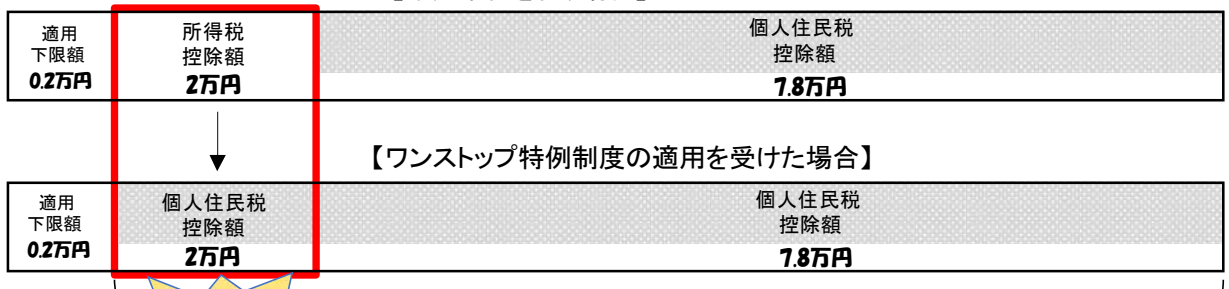 適用
下限額
0.2万円
所得税
控除額
2万円
個人住民税
控除額
7.8万円
【ワンストップ特例制度の適用を受けた場合】
適用
下限額
0.2万円
個人住民税
控除額
2万円
個人住民税
控除額
7.8万円